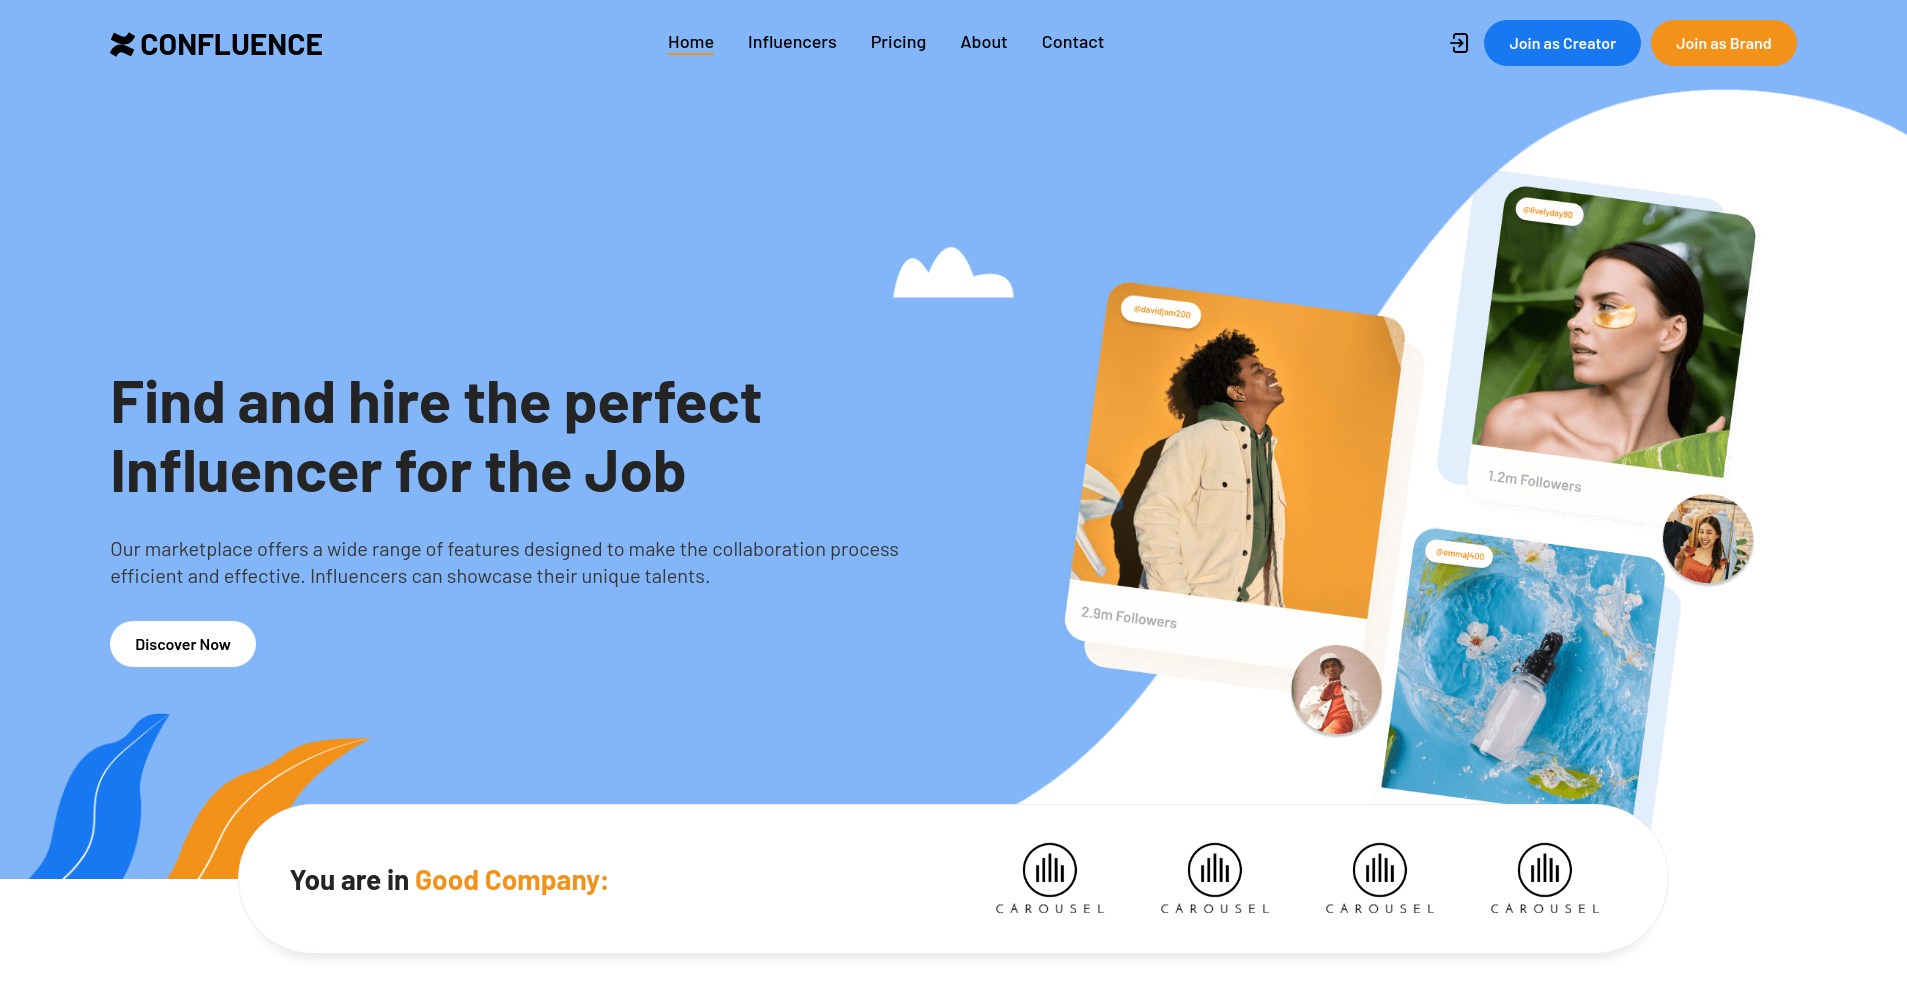 CONFLUENCE
Home
Influencers
Pricing
About
Contact
Join as Creator
Join as Brand
@livelyday90
@davidjam200
Find and hire the perfect
Influencer for the Job
1.2m Followers
Our marketplace offers a wide range of features designed to make the collaboration process
efficient and effective. Influencers can showcase their unique talents.
@emmaj400
2.9m Followers
Discover Now
You are in Good Company:
CAROUSEL
CAROUSEL
CAROUSEL
CAROUSEL